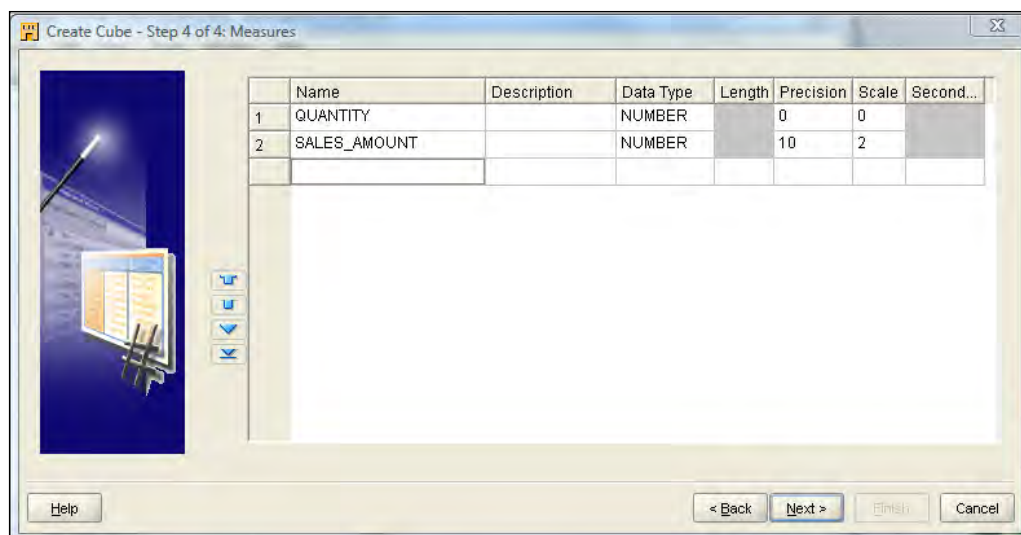 Create Cube - Step 4 of 4: Measures
Name Description Data Type Length Precision Scale Second...
1 QUANTITY NUMBER 0 0
2 SALES_AMOUNT NUMBER 10 2
Help < Back Next > Finish Cancel